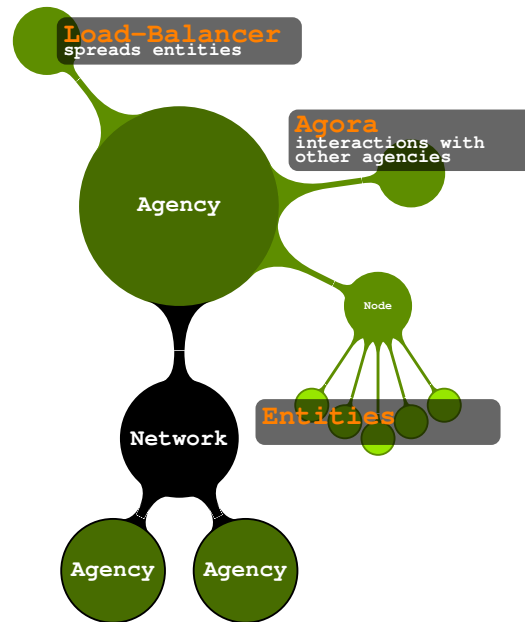 Load-Balancer
spreads entities
Agora
interactions with
other agencies
Agency
Node
Entities
Network
Agency
Agency